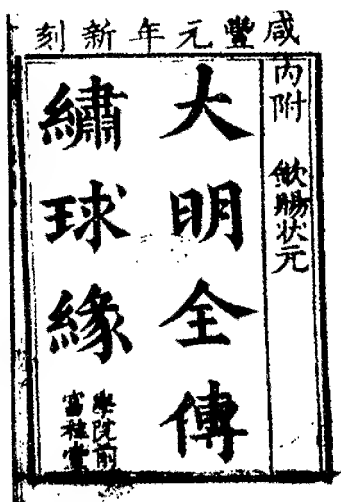 咸豐元年新刻
內附 欽賜狀元
大明全傳
繡球緣
學院前
富桂堂